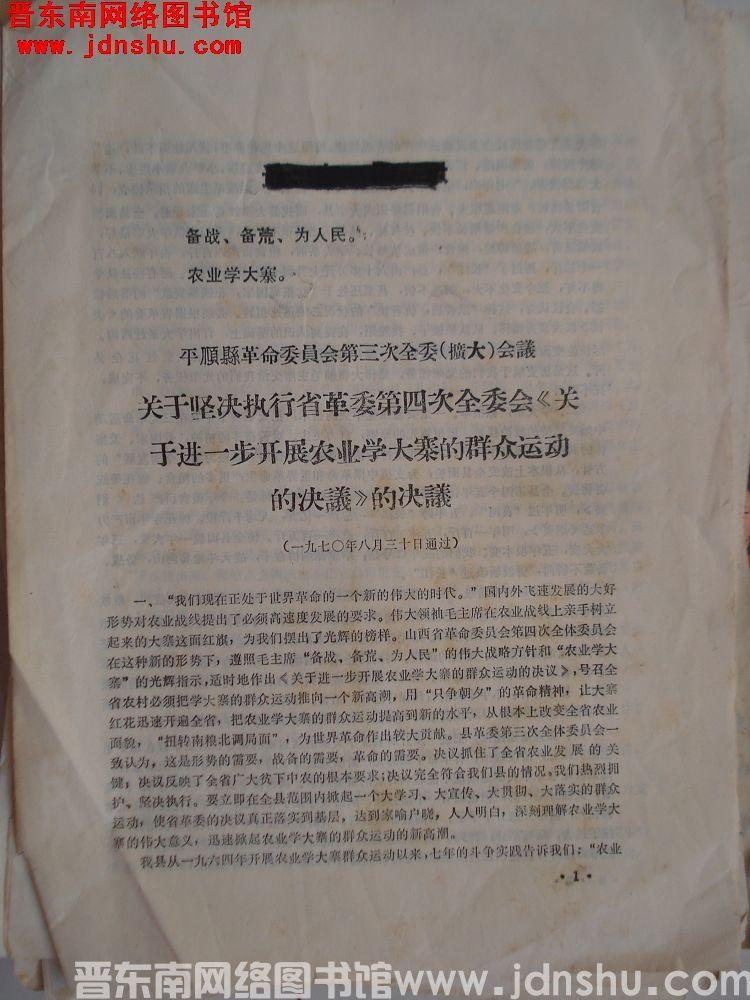 晋东南网络图书馆
www.jdnshu.com
备战、备荒、为人民。
农业学大寨。
平順縣革命委員会第三次全委(擴大)会議
关于坚决执行省革委第四次全委会《关
于进一步开展农业学大寨的群众运动
的决議》的决議
(一九七〇年八月三十日通过)
一、“我们现在正处于世界革命的一个新的伟大的时代。”国内外飞速发展的大好
形势对农业战线提出了必须高速度发展的要求。伟大领袖毛主席在农业战线上亲手树立
起来的大寨这面红旗，为我们摆出了光辉的榜样。山西省革命委员会第四次全体委员会
在这种新的形势下，遵照毛主席“备战、备荒、为人民”的伟大战略方针和“农业学大
寨”的光辉指示，适时地作出《关于进一步开展农业学大寨的群众运动的决议》，号召全
省农村必须把学大寨的群众运动推向一个新高潮，用“只争朝夕”的革命精神，让大寨
红花迅速开遍全省，把农业学大寨的群众运动提高到新的水平，从根本上改变全省农业
面貌，“扭转南粮北调局面”，为世界革命作出较大贡献。县革委第三次全体委员会一
致认为，这是形势的需要，战备的需要，革命的需要。决议抓住了全省农业发展的关
键；决议反映了全省广大贫下中农的根本要求；决议完全符合我们县的情况。我们热烈拥
护、坚决执行。要立即在全县范围内掀起一个大学习、大宣传、大贯彻、大落实的群众
运动，使省革委的决议真正落实到基层，达到家喻户晓，人人明白，深刻理解农业学大
寨的伟大意义，迅速掀起农业学大寨的群众运动的新高潮。
我县从一九六四年开展农业学大寨群众运动以来，七年的斗争实践告诉我们：“农业
·1·
晋东南网络图书馆www.jdnshu.com